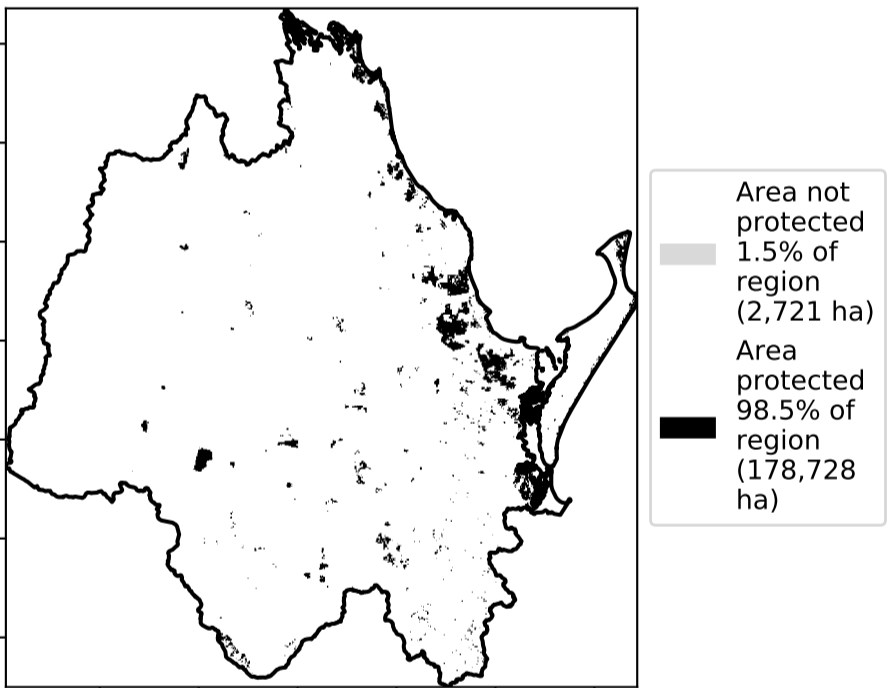 Area not
protected
1.5% of
region
(2,721 ha)
Area
protected
98.5% of
region
(178,728
ha)